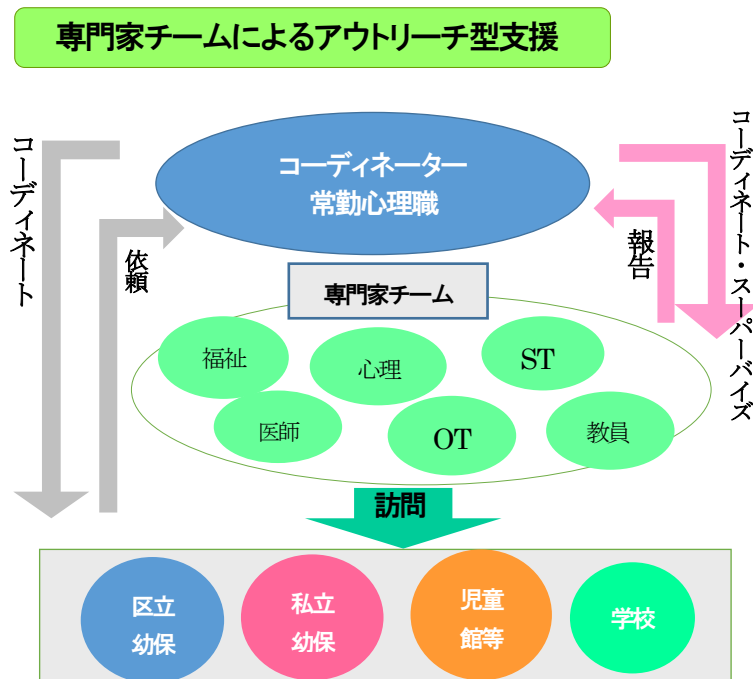 専門家チームによるアウトリーチ型支援
コーディネート
依頼
コーディネーター
常勤心理職
報告
コーディネート・スーパーバイズ
専門家チーム
福祉
心理
ST
医師
OT
教員
訪問
区立
幼保
私立
幼保
児童
館等
学校